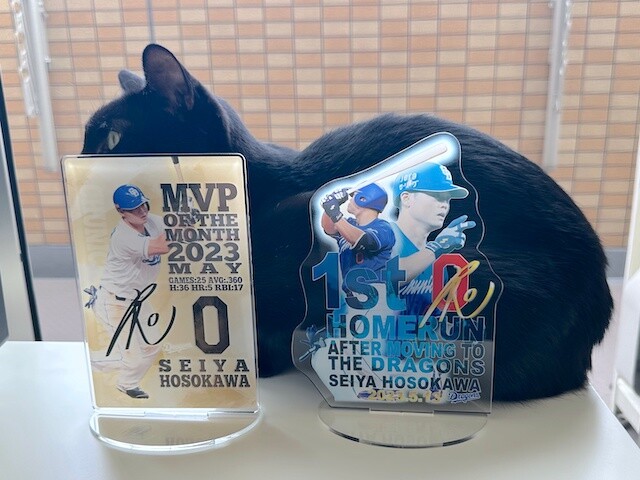 MVP
OF THE
MONTH
2023
MAY
GAMES:25 AVG:.360
H:36 HR:5 RBI:17
0
SEIYA
HOSOKAWA
1st
0
HOMERUN
AFTER MOVING TO
THE DRAGONS
SEIYA HOSOKAWA
Dragons